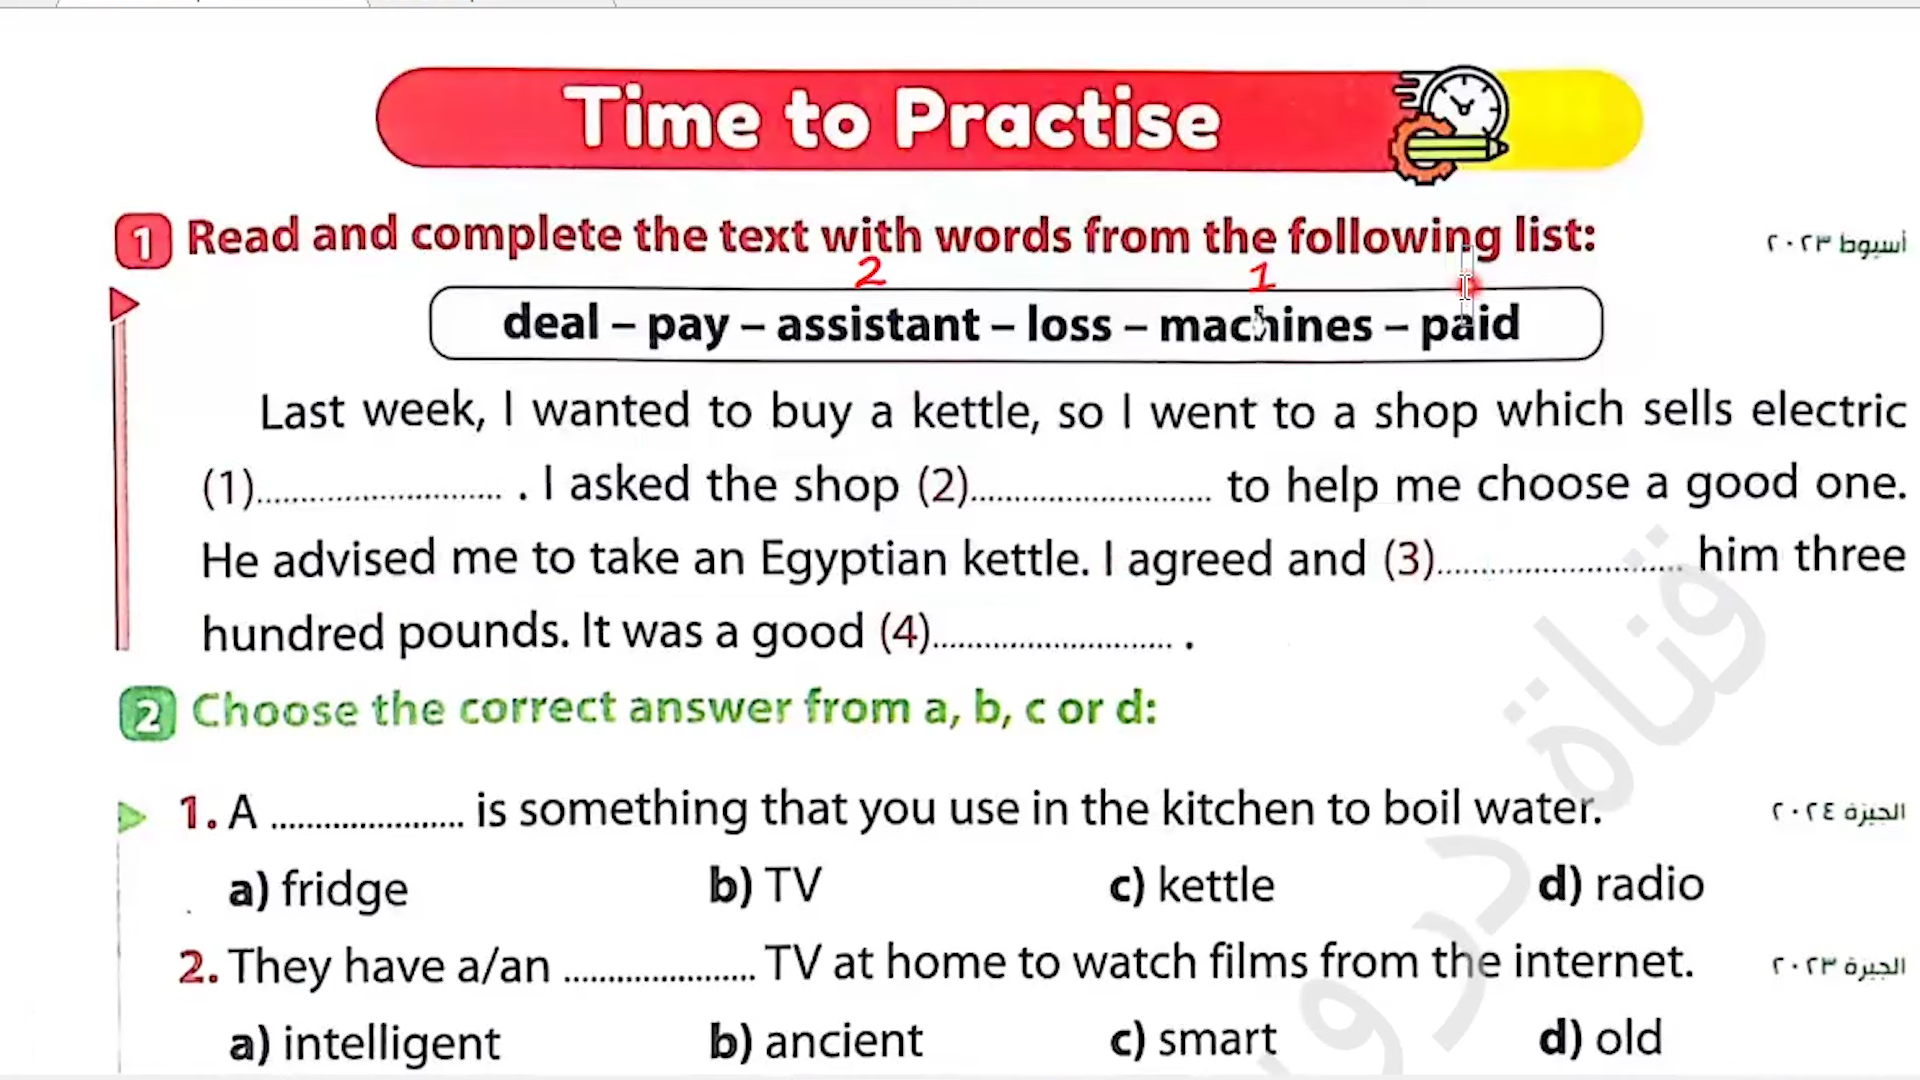 Time to Practise
1 Read and complete the text with words from the following list: أسيوط ٢٠٢٣
2 1
deal – pay – assistant – loss – machines – paid
Last week, I wanted to buy a kettle, so I went to a shop which sells electric
(1)............................ . I asked the shop (2)............................ to help me choose a good one.
He advised me to take an Egyptian kettle. I agreed and (3)............................ him three
hundred pounds. It was a good (4)............................ .
2 Choose the correct answer from a, b, c or d:
1. A ...................... is something that you use in the kitchen to boil water. الجيزة ٢٠٢٤
a) fridge b) TV c) kettle d) radio
2. They have a/an ...................... TV at home to watch films from the internet. الجيزة ٢٠٢٣
a) intelligent b) ancient c) smart d) old
قناة